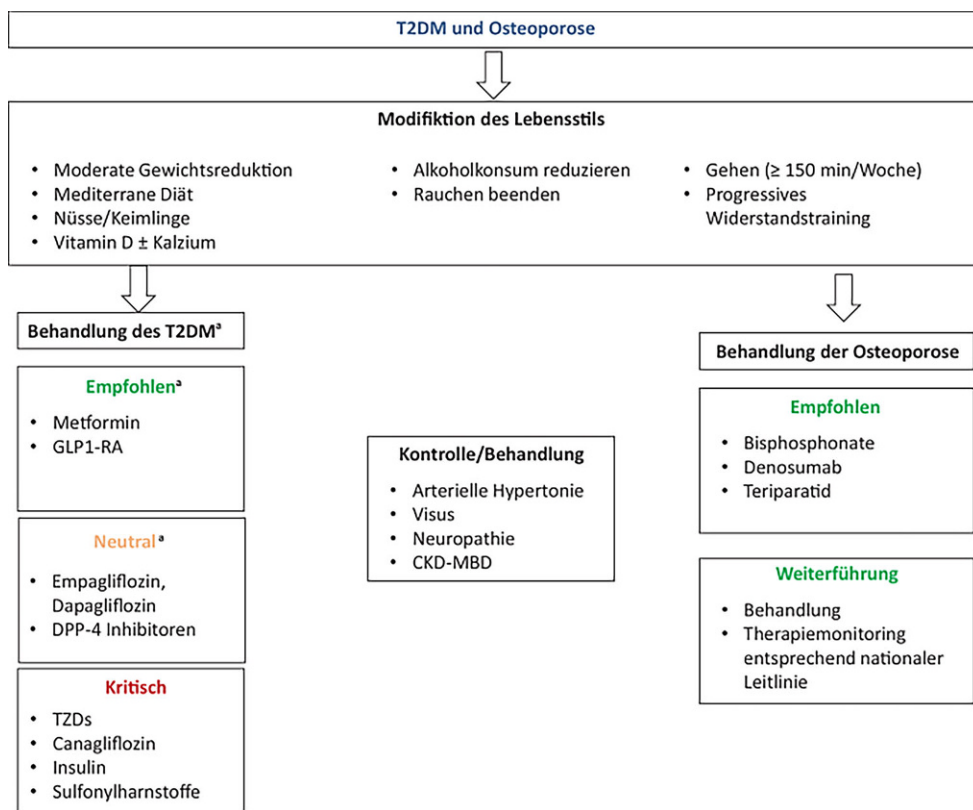 T2DM und Osteoporose
Modifiktion des Lebensstils
• Moderate Gewichtsreduktion
• Mediterrane Diät
• Nüsse/Keimlinge
• Vitamin D ± Kalzium
• Alkoholkonsum reduzieren
• Rauchen beenden
• Gehen (≥ 150 min/Woche)
• Progressives
Widerstandstraining
Behandlung des T2DMᵃ
Empfohlenᵃ
• Metformin
• GLP1-RA
Neutralᵃ
• Empagliflozin,
Dapagliflozin
• DPP-4 Inhibitoren
Kritisch
• TZDs
• Canagliflozin
• Insulin
• Sulfonylharnstoffe
Kontrolle/Behandlung
• Arterielle Hypertonie
• Visus
• Neuropathie
• CKD-MBD
Behandlung der Osteoporose
Empfohlen
• Bisphosphonate
• Denosumab
• Teriparatid
Weiterführung
• Behandlung
• Therapiemonitoring
entsprechend nationaler
Leitlinie